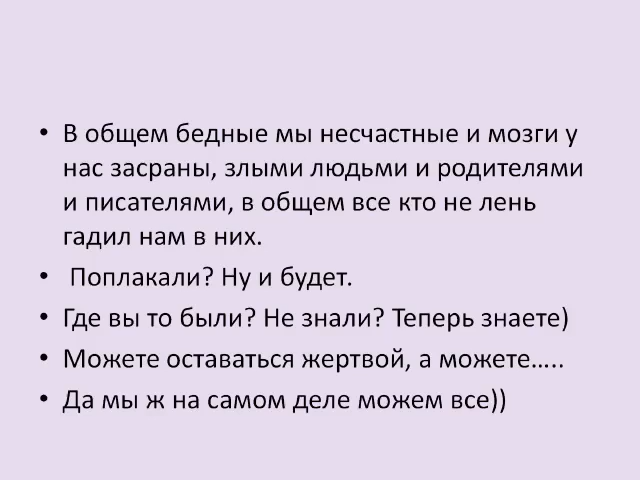 • В общем бедные мы несчастные и мозги у
нас засраны, злыми людьми и родителями
и писателями, в общем все кто не лень
гадил нам в них.
• Поплакали? Ну и будет.
• Где вы то были? Не знали? Теперь знаете)
• Можете оставаться жертвой, а можете…..
• Да мы ж на самом деле можем все))